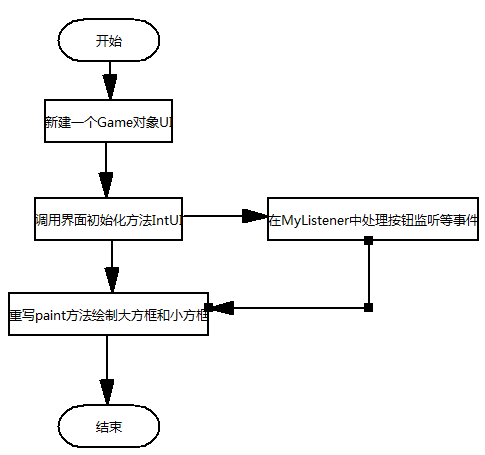 开始
新建一个Game对象UI
调用界面初始化方法IntUI
在MyListener中处理按钮监听等事件
重写paint方法绘制大方框和小方框
结束